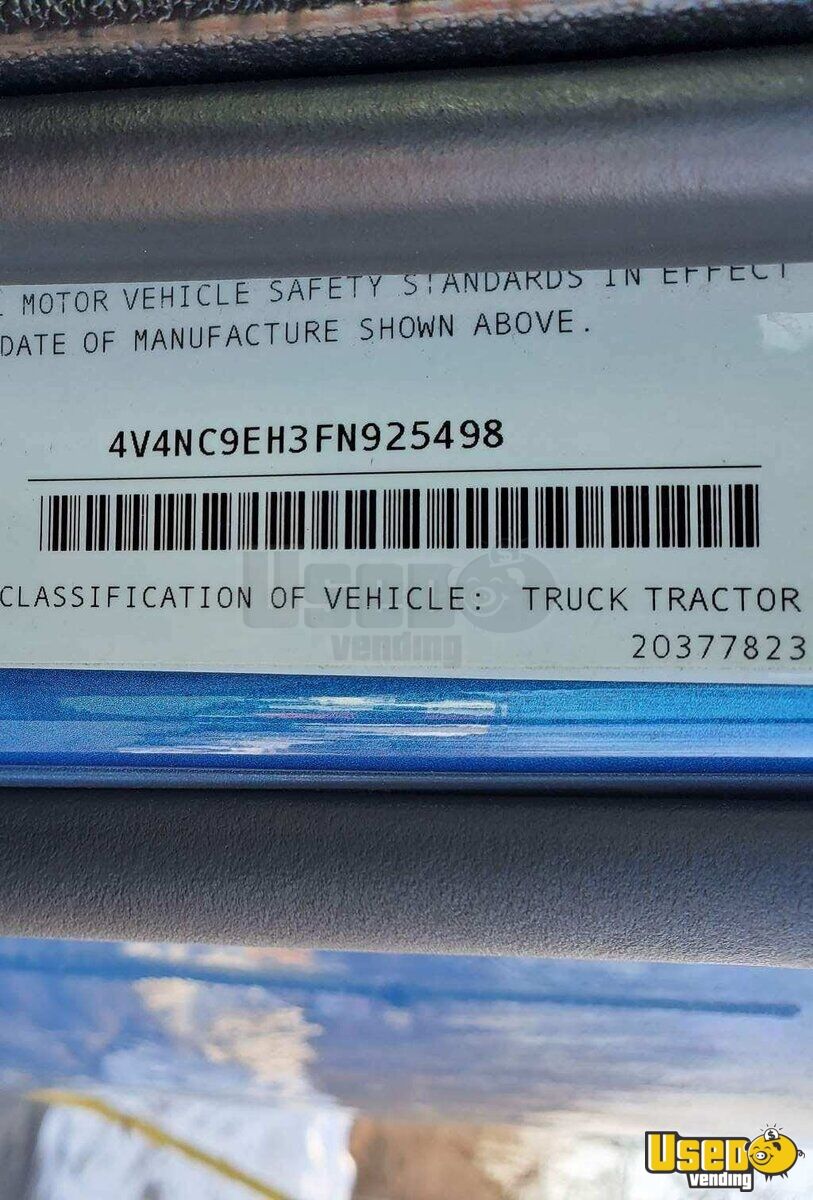 MOTOR VEHICLE SAFETY STANDARDS IN EFFECT
DATE OF MANUFACTURE SHOWN ABOVE.
4V4NC9EH3FN925498
CLASSIFICATION OF VEHICLE: TRUCK TRACTOR
20377823
USED
vending
USED
vending